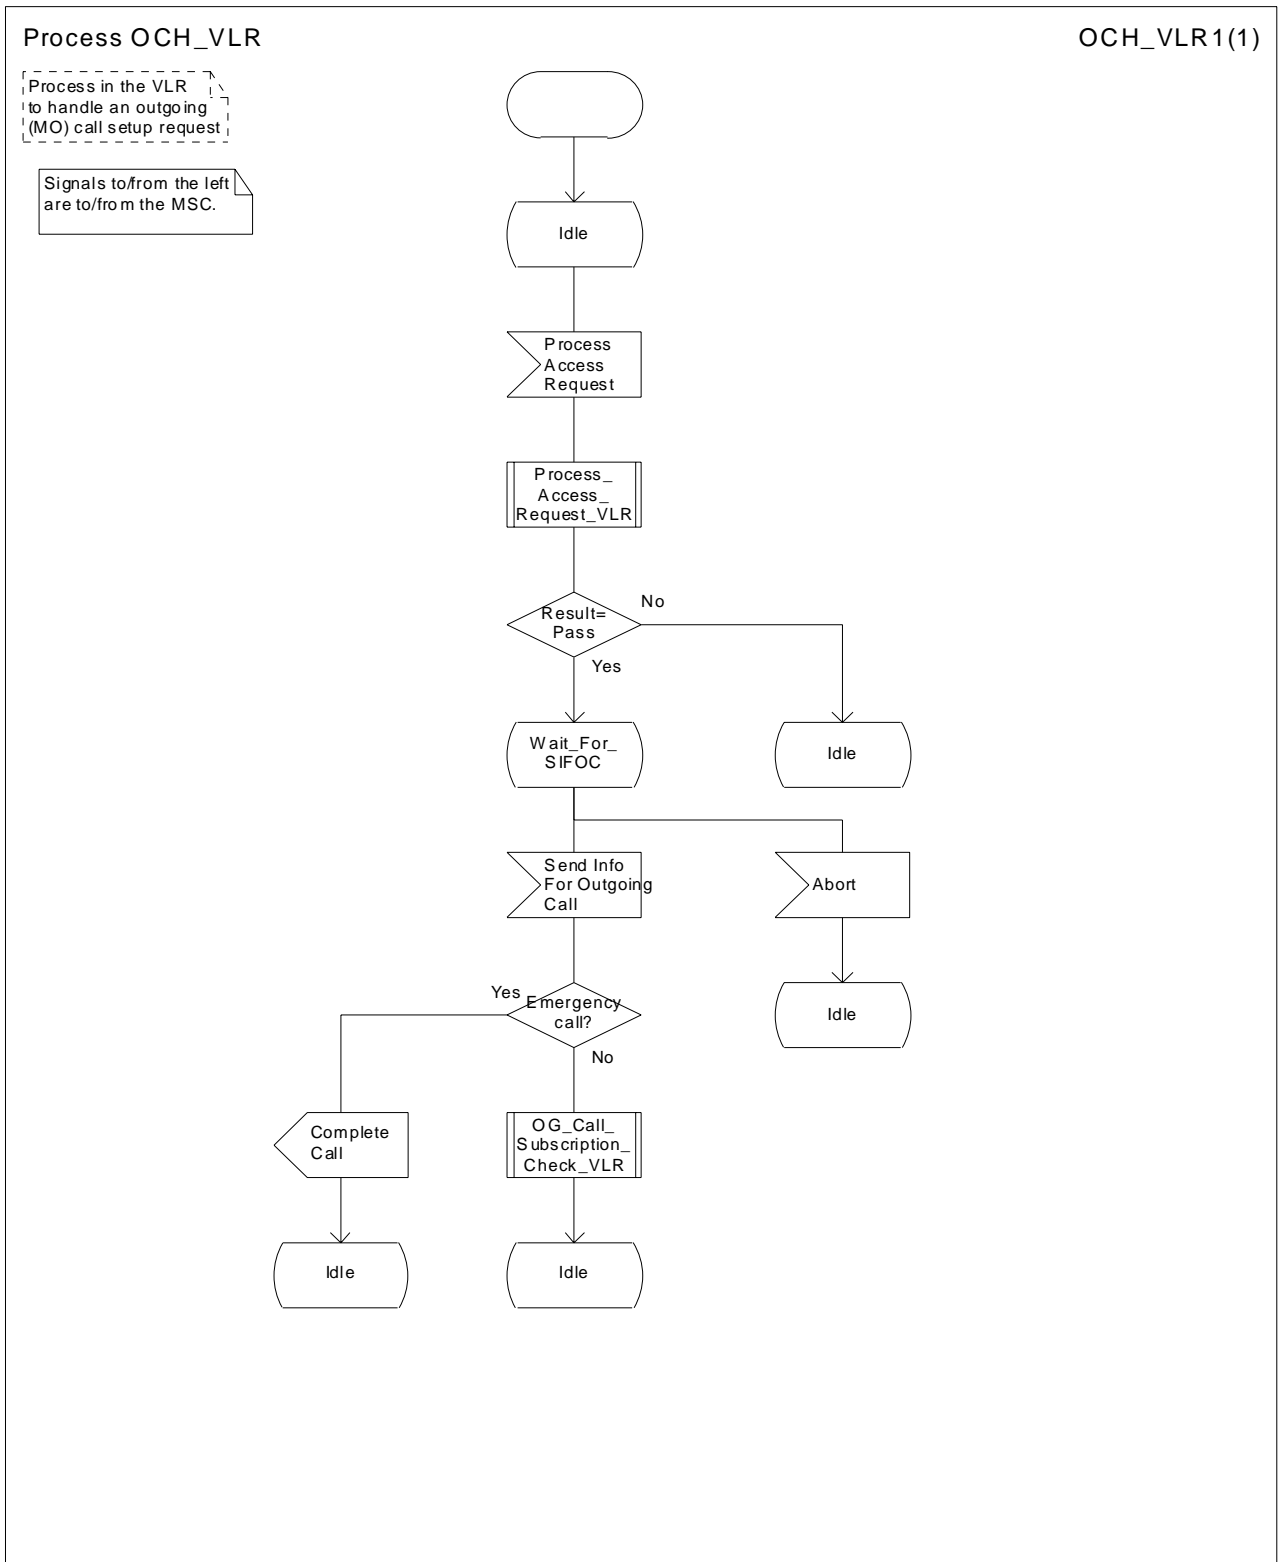 Process OCH_VLR
OCH_VLR1(1)
Process in the VLR
to handle an outgoing
(MO) call setup request
Signals to/from the left
are to/from the MSC.
Idle
Process
Access
Request
Process_
Access_
Request_VLR
Result=
Pass
No
Yes
Wait_For_
SIFOC
Idle
Send Info
For Outgoing
Call
Abort
Yes
Emergency
call?
No
Idle
Complete
Call
OG_Call_
Subscription_
Check_VLR
Idle
Idle